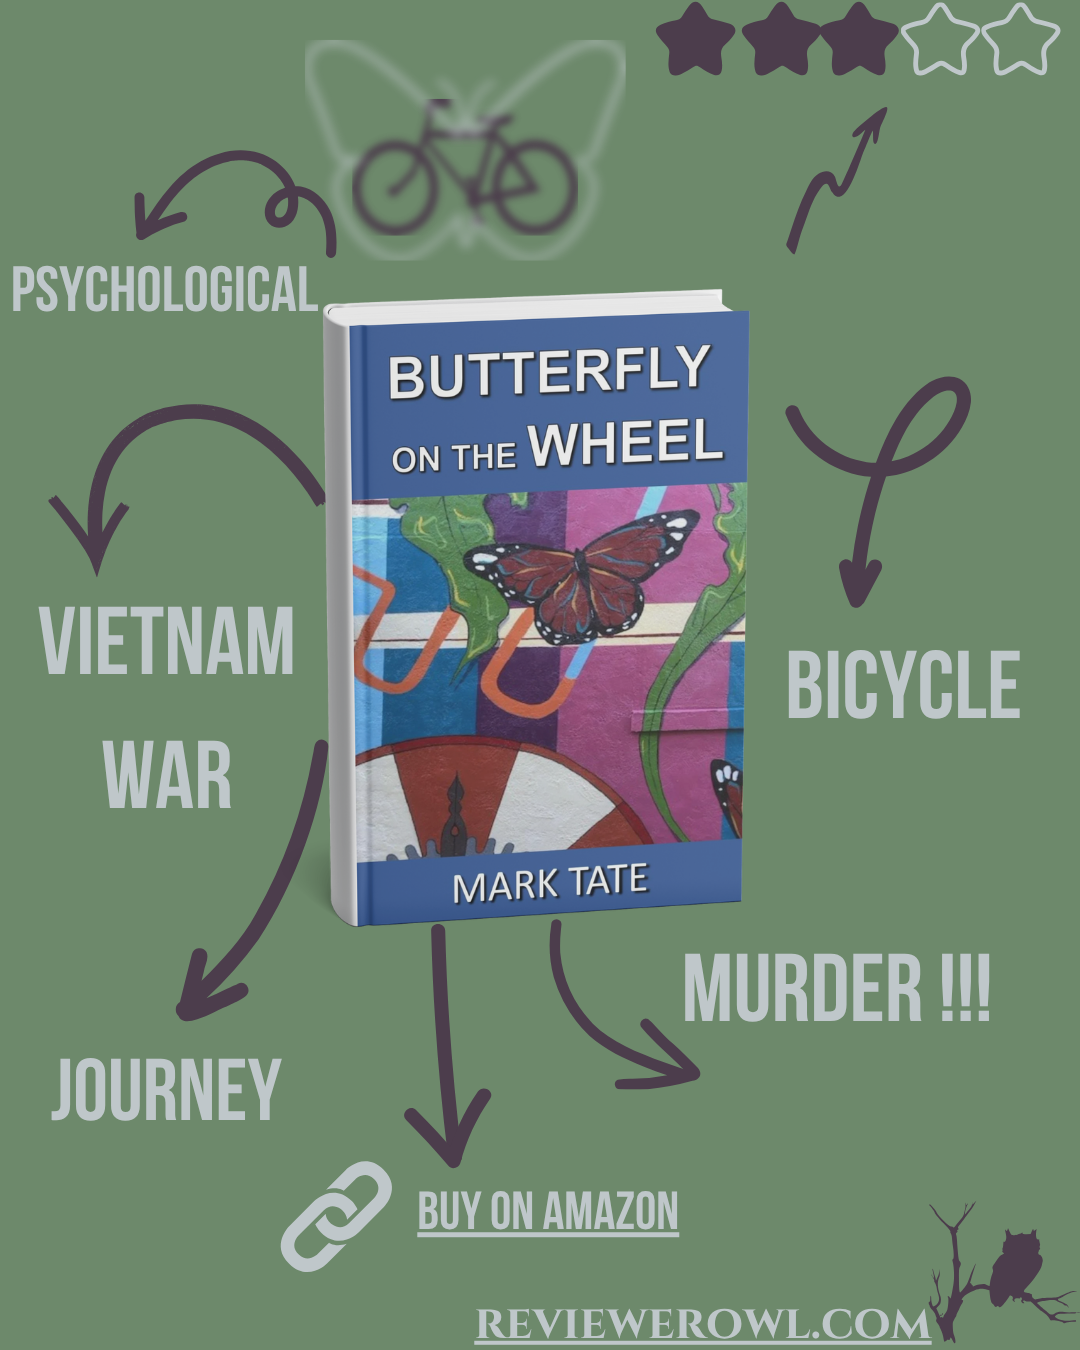 PSYCHOLOGICAL
BUTTERFLY
ON THE WHEEL
MARK TATE
VIETNAM
WAR
BICYCLE
MURDER !!!
JOURNEY
BUY ON AMAZON
REVIEWEROWL.COM